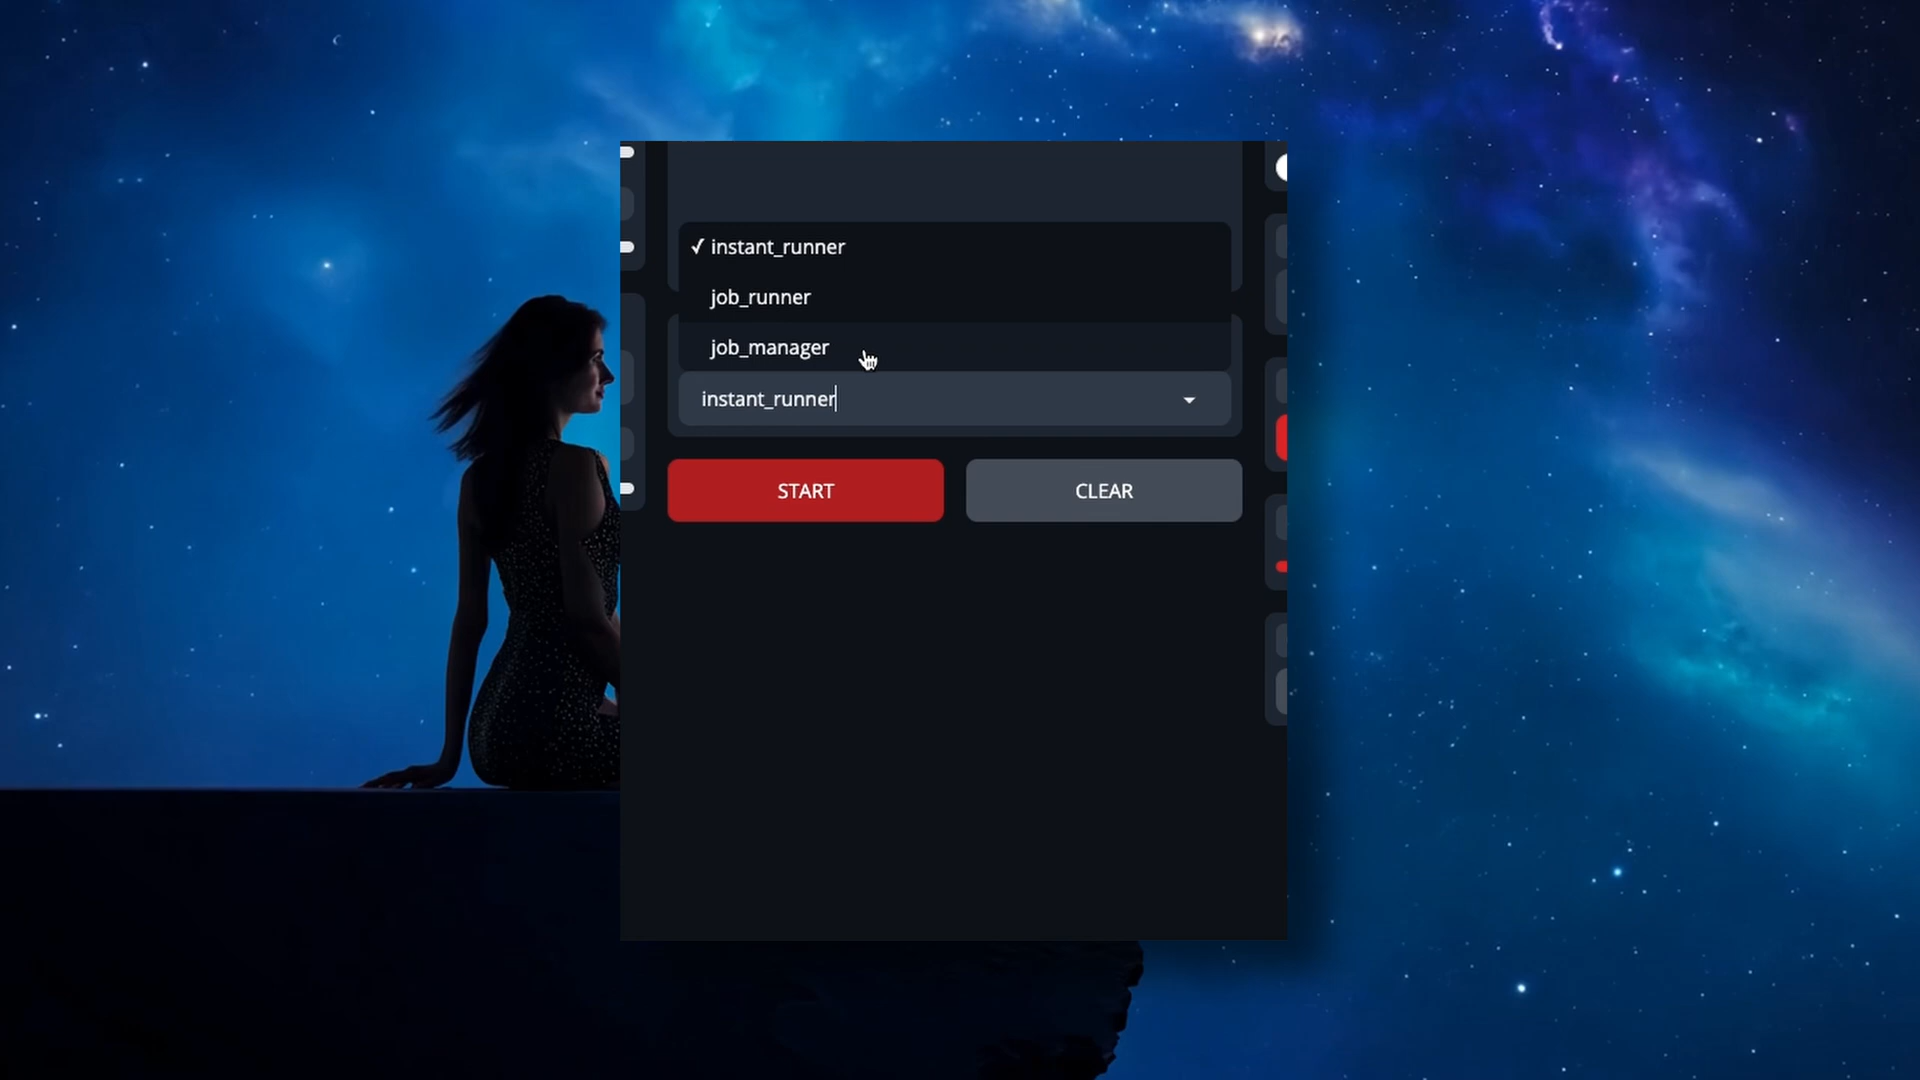 ✓ instant_runner
job_runner
job_manager
instant_runner
START
CLEAR